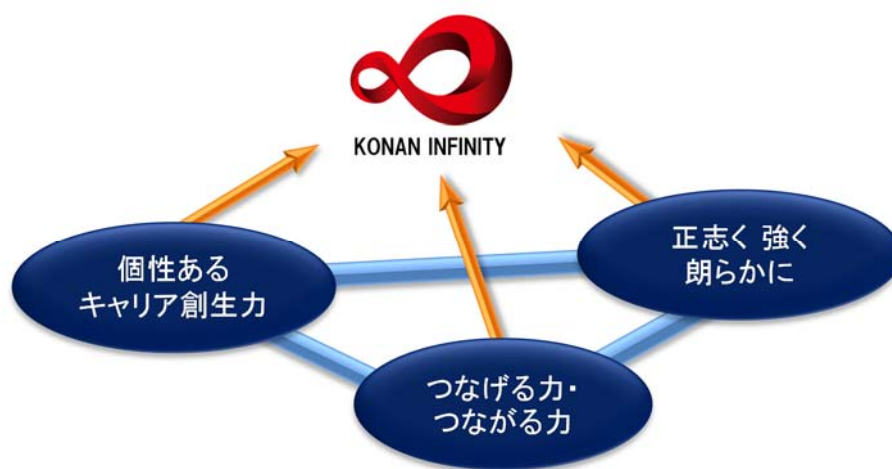 KONAN INFINITY
個性ある
キャリア創生力
正志く 強く
朗らかに
つなげる力・
つながる力